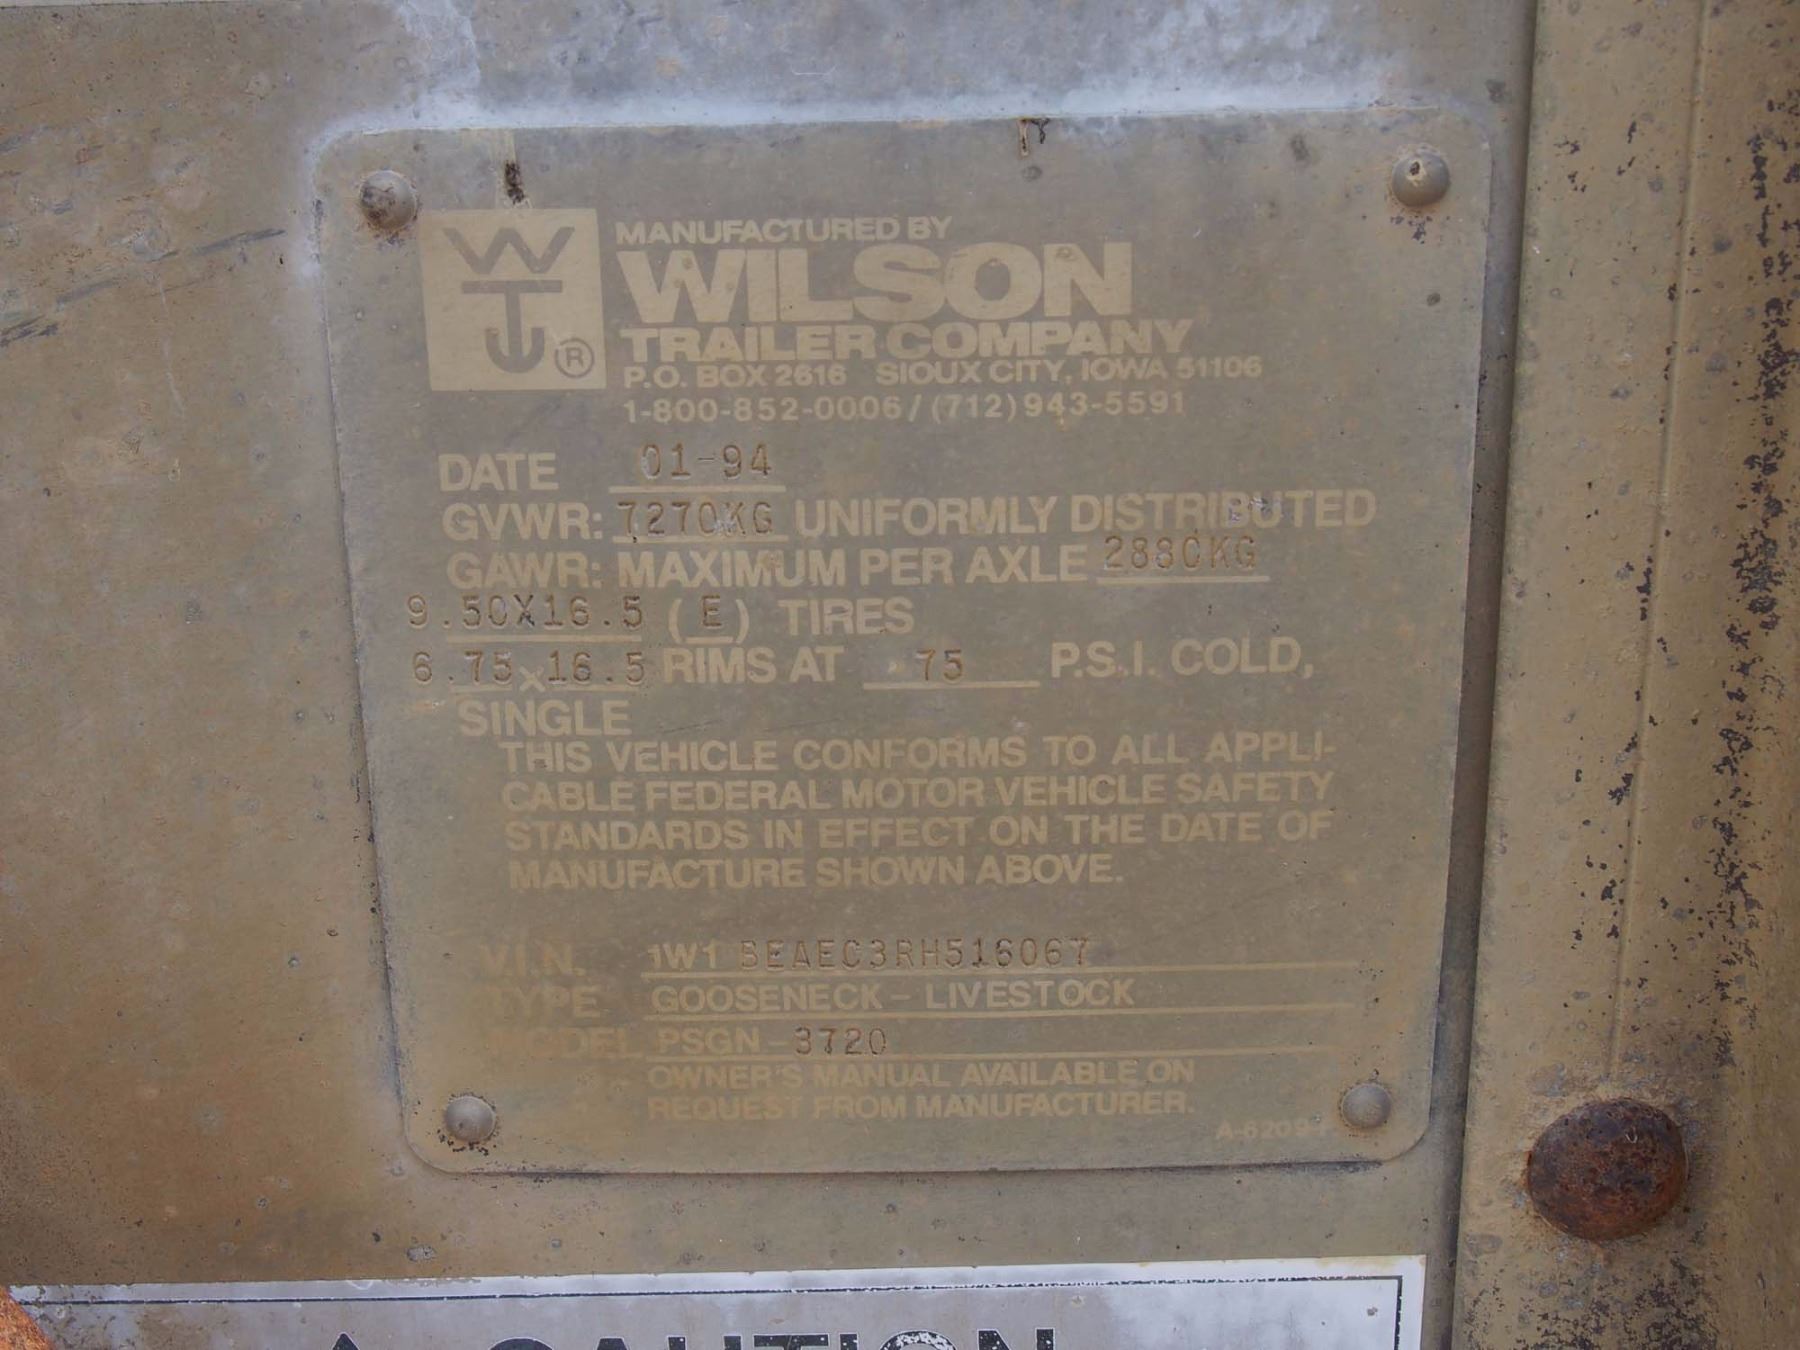 WT ®
MANUFACTURED BY
WILSON
TRAILER COMPANY
P.O. BOX 2616 SIOUX CITY, IOWA 51106
1-800-852-0006 / (712) 943-5591
DATE 01-94
GVWR: 7270KG UNIFORMLY DISTRIBUTED
GAWR: MAXIMUM PER AXLE 2880KG
9.50X16.5 (E) TIRES
6.75x16.5 RIMS AT 75 P.S.I. COLD,
SINGLE
THIS VEHICLE CONFORMS TO ALL APPLI-
CABLE FEDERAL MOTOR VEHICLE SAFETY
STANDARDS IN EFFECT ON THE DATE OF
MANUFACTURE SHOWN ABOVE.
V.I.N. 1W1 BEAEC3RH516067
TYPE GOOSENECK - LIVESTOCK
MODEL PSGN - 3720
OWNER'S MANUAL AVAILABLE ON
REQUEST FROM MANUFACTURER.
CAUTION